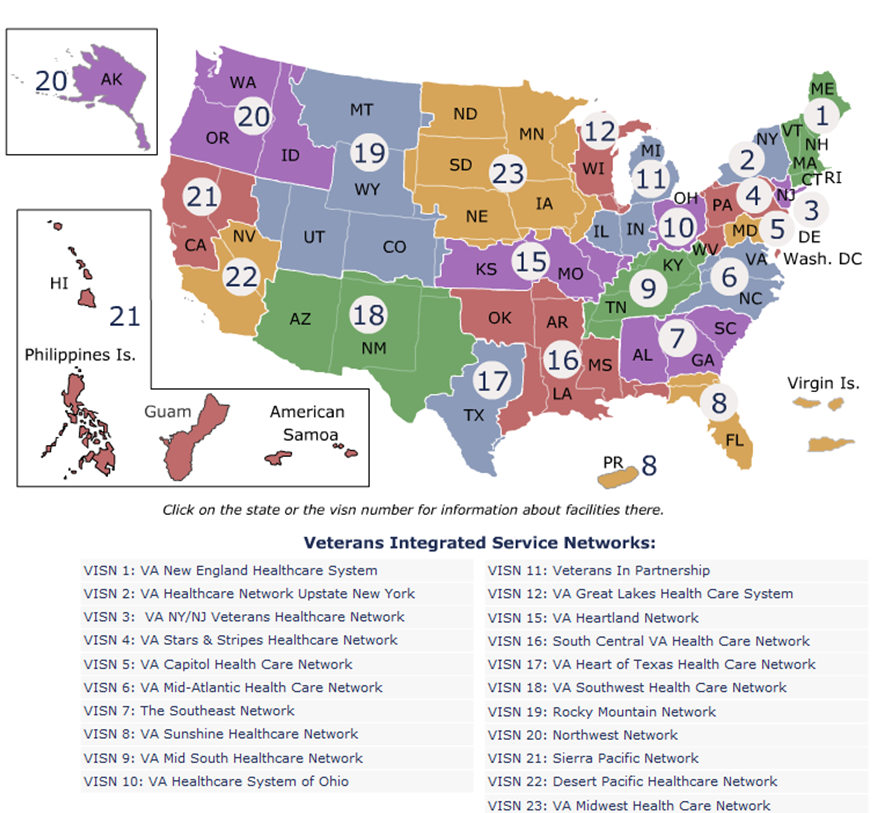 20 AK
WA
20
OR
ID
MT
19
WY
ND
MN
SD
23
NE
IA
12
WI
MI
11
ME
1
VT
NH
NY
2
MA
CT RI
OH
10
PA
4
NJ
3
MD
5
DE
Wash. DC
WV
VA
6
NC
21
CA
NV
22
UT
CO
KS
15
MO
IL
IN
KY
9
TN
HI
21
Philippines Is.
Guam
American
Samoa
AZ
18
NM
OK
AR
16
MS
LA
17
TX
AL
7
GA
SC
8
FL
Virgin Is.
PR 8
Click on the state or the visn number for information about facilities there.
Veterans Integrated Service Networks:
VISN 1: VA New England Healthcare System
VISN 2: VA Healthcare Network Upstate New York
VISN 3: VA NY/NJ Veterans Healthcare Network
VISN 4: VA Stars & Stripes Healthcare Network
VISN 5: VA Capitol Health Care Network
VISN 6: VA Mid-Atlantic Health Care Network
VISN 7: The Southeast Network
VISN 8: VA Sunshine Healthcare Network
VISN 9: VA Mid South Healthcare Network
VISN 10: VA Healthcare System of Ohio
VISN 11: Veterans In Partnership
VISN 12: VA Great Lakes Health Care System
VISN 15: VA Heartland Network
VISN 16: South Central VA Health Care Network
VISN 17: VA Heart of Texas Health Care Network
VISN 18: VA Southwest Health Care Network
VISN 19: Rocky Mountain Network
VISN 20: Northwest Network
VISN 21: Sierra Pacific Network
VISN 22: Desert Pacific Healthcare Network
VISN 23: VA Midwest Health Care Network